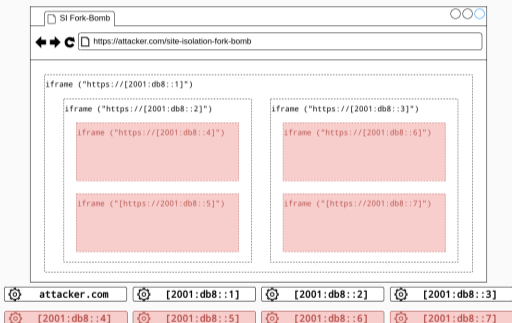 SI Fork-Bomb
https://attacker.com/site-isolation-fork-bomb
iframe ("https://[2001:db8::1]")
iframe ("https://[2001:db8::2]")
iframe ("https://[2001:db8::3]")
iframe ("https://[2001:db8::4]")
iframe ("https://[2001:db8::6]")
iframe ("[https://2001:db8::5]")
iframe ("[https://2001:db8::7]")
attacker.com
[2001:db8::1]
[2001:db8::2]
[2001:db8::3]
[2001:db8::4]
[2001:db8::5]
[2001:db8::6]
[2001:db8::7]